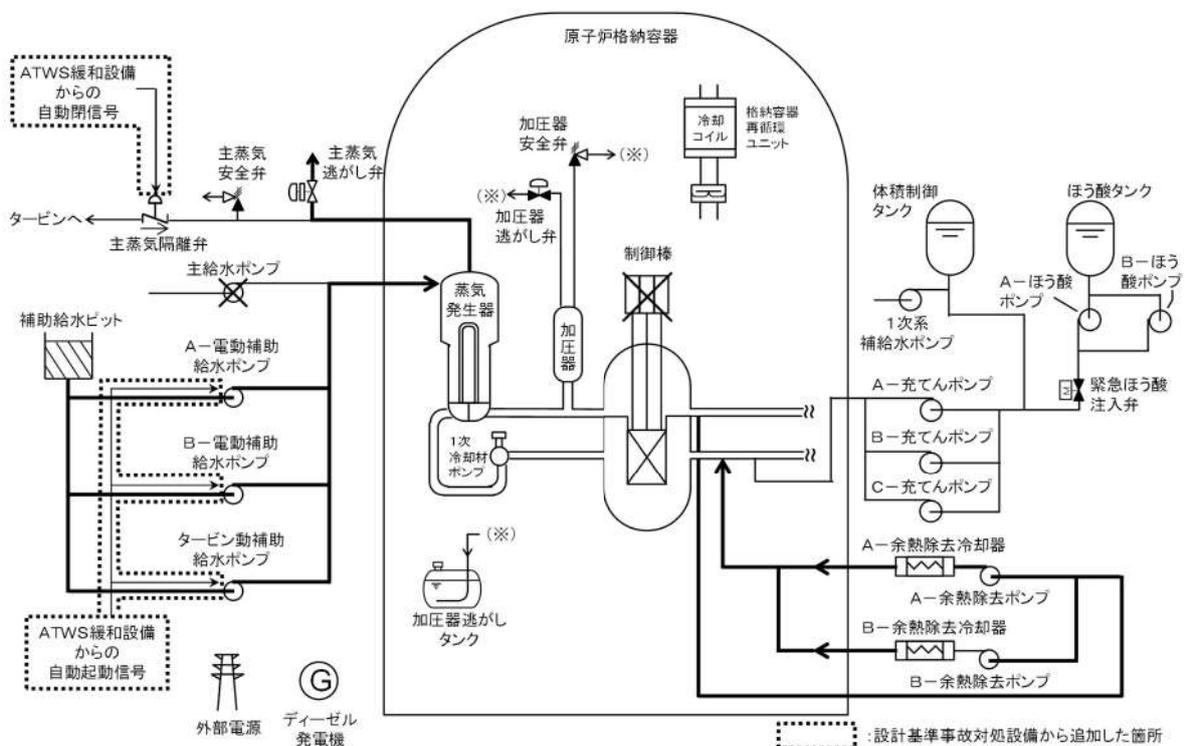 原子炉格納容器
ATWS緩和設備
からの
自動閉信号
主蒸気
安全弁
主蒸気
逃がし弁
タービンへ
主蒸気隔離弁
加圧器
安全弁
(※)
(※)
加圧器
逃がし弁
冷却
コイル
格納容器
再循環
ユニット
体積制御
タンク
ほう酸タンク
A-ほう酸
ポンプ
B-ほう
酸ポンプ
1次系
補給水ポンプ
緊急ほう酸
注入弁
M
主給水ポンプ
補助給水ピット
蒸気
発生器
加圧器
制御棒
A-電動補助
給水ポンプ
B-電動補助
給水ポンプ
タービン動補助
給水ポンプ
1次
冷却材
ポンプ
A-充てんポンプ
B-充てんポンプ
C-充てんポンプ
(※)
加圧器逃がし
タンク
A-余熱除去冷却器
A-余熱除去ポンプ
B-余熱除去冷却器
B-余熱除去ポンプ
ATWS緩和設備
からの
自動起動信号
外部電源
G
ディーゼル
発電機
:設計基準事故対処設備から追加した箇所